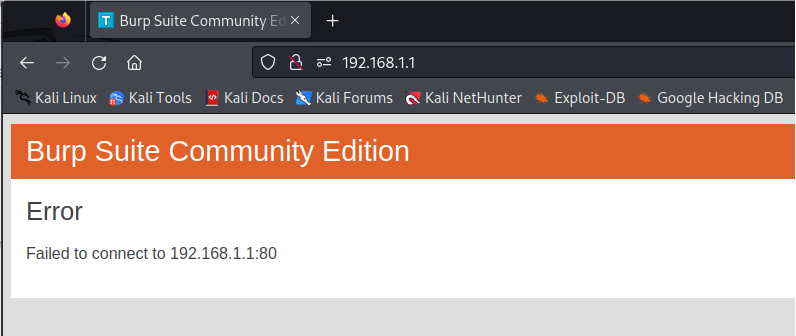 Burp Suite Community Ed
192.168.1.1
Kali Linux Kali Tools Kali Docs Kali Forums Kali NetHunter Exploit-DB Google Hacking DB
Burp Suite Community Edition
Error
Failed to connect to 192.168.1.1:80